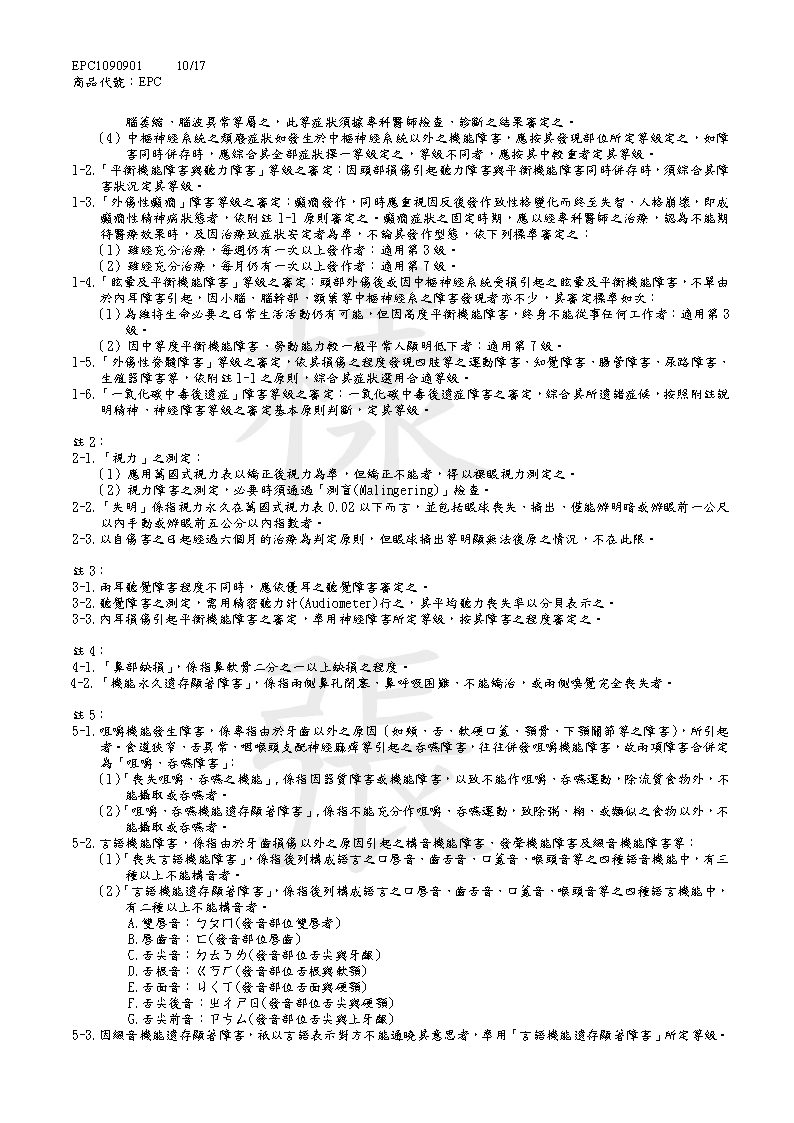 EPC1090901 10/17
商品代號：EPC
腦萎縮、腦波異常等屬之，此等症狀須據專科醫師檢查、診斷之結果審定之。
(4) 中樞神經系統之頹廢症狀如發生於中樞神經系統以外之機能障害，應按其發現部位所定等級定之，如障
害同時併存時，應綜合其全部症狀擇一等級定之，等級不同者，應按其中較重者定其等級。
1-2.「平衡機能障害與聽力障害」等級之審定：因頭部損傷引起聽力障害與平衡機能障害同時併存時，須綜合其障
害狀況定其等級。
1-3.「外傷性癲癇」障害等級之審定：癲癇發作，同時應重視因反復發作致性格變化而終至失智、人格崩壞，即成
癲癇性精神病狀態者，依附註 1-1 原則審定之。癲癇症狀之固定時期，應以經專科醫師之治療，認為不能期
待醫療效果時，及因治療致症狀安定者為準，不論其發作型態，依下列標準審定之：
(1) 雖經充分治療，每週仍有一次以上發作者：適用第 3 級。
(2) 雖經充分治療，每月仍有一次以上發作者：適用第 7 級。
1-4.「眩暈及平衡機能障害」等級之審定：頭部外傷後或因中樞神經系統受損引起之眩暈及平衡機能障害，不單由
於內耳障害引起，因小腦、腦幹部、額葉等中樞神經系之障害發現者亦不少，其審定標準如次：
(1)為維持生命必要之日常生活活動仍有可能，但因高度平衡機能障害，終身不能從事任何工作者：適用第 3
級。
(2) 因中等度平衡機能障害、勞動能力較一般平常人顯明低下者：適用第 7 級。
1-5.「外傷性脊髓障害」等級之審定，依其損傷之程度發現四肢等之運動障害、知覺障害、腸管障害、尿路障害、
生殖器障害等，依附註 1-1 之原則，綜合其症狀選用合適等級。
1-6.「一氧化碳中毒後遺症」障害等級之審定：一氧化碳中毒後遺症障害之審定，綜合其所遺諸症候，按照附註說
明精神、神經障害等級之審定基本原則判斷，定其等級。
註 2：
2-1.「視力」之測定：
(1) 應用萬國式視力表以矯正後視力為準，但矯正不能者，得以裸眼視力測定之。
(2) 視力障害之測定，必要時須通過「測盲(Malingering)」檢查。
2-2.「失明」係指視力永久在萬國式視力表 0.02 以下而言，並包括眼球喪失、摘出、僅能辨明暗或辨眼前一公尺
以內手動或辨眼前五公分以內指數者。
2-3.以自傷害之日起經過六個月的治療為判定原則，但眼球摘出等明顯無法復原之情況，不在此限。
註 3：
3-1.兩耳聽覺障害程度不同時，應依優耳之聽覺障害審定之。
3-2.聽覺障害之測定，需用精密聽力計(Audiometer)行之，其平均聽力喪失率以分貝表示之。
3-3.內耳損傷引起平衡機能障害之審定，準用神經障害所定等級，按其障害之程度審定之。
註 4：
4-1.「鼻部缺損」，係指鼻軟骨二分之一以上缺損之程度。
4-2.「機能永久遺存顯著障害」，係指兩側鼻孔閉塞、鼻呼吸困難、不能矯治，或兩側嗅覺完全喪失者。
註 5：
5-1.咀嚼機能發生障害，係專指由於牙齒以外之原因（如頰、舌、軟硬口蓋、顎骨、下顎關節等之障害），所引起
者。食道狹窄、舌異常、咽喉頭支配神經麻痺等引起之吞嚥障害，往往併發咀嚼機能障害，故兩項障害合併定
為「咀嚼、吞嚥障害」：
(1)「喪失咀嚼、吞嚥之機能」，係指因器質障害或機能障害，以致不能作咀嚼、吞嚥運動，除流質食物外，不
能攝取或吞嚥者。
(2)「咀嚼、吞嚥機能遺存顯著障害」，係指不能充分作咀嚼、吞嚥運動，致除粥、糊、或類似之食物以外，不
能攝取或吞嚥者。
5-2.言語機能障害，係指由於牙齒損傷以外之原因引起之構音機能障害、發聲機能障害及綴音機能障害等：
(1)「喪失言語機能障害」，係指後列構成語言之口唇音、齒舌音、口蓋音、喉頭音等之四種語音機能中，有三
種以上不能構音者。
(2)「言語機能遺存顯著障害」，係指後列構成語言之口唇音、齒舌音、口蓋音、喉頭音等之四種語言機能中，
有二種以上不能構音者。
A.雙唇音：ㄅㄆㄇ(發音部位雙唇者)
B.唇齒音：ㄈ(發音部位唇齒)
C.舌尖音：ㄉㄊㄋㄌ(發音部位舌尖與牙齦)
D.舌根音：ㄍㄎㄏ(發音部位舌根與軟顎)
E.舌面音：ㄐㄑㄒ(發音部位舌面與硬顎)
F.舌尖後音：ㄓㄔㄕㄖ(發音部位舌尖與硬顎)
G.舌尖前音：ㄗㄘㄙ(發音部位舌尖與上牙齦)
5-3.因綴音機能遺存顯著障害，祇以言語表示對方不能通曉其意思者，準用「言語機能遺存顯著障害」所定等級。
樣
張